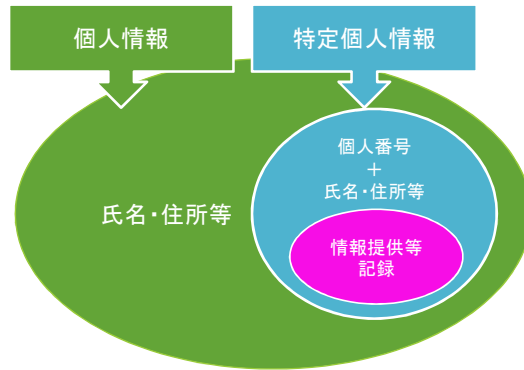 個人情報
特定個人情報
個人番号
+
氏名・住所等
氏名・住所等
情報提供等
記録